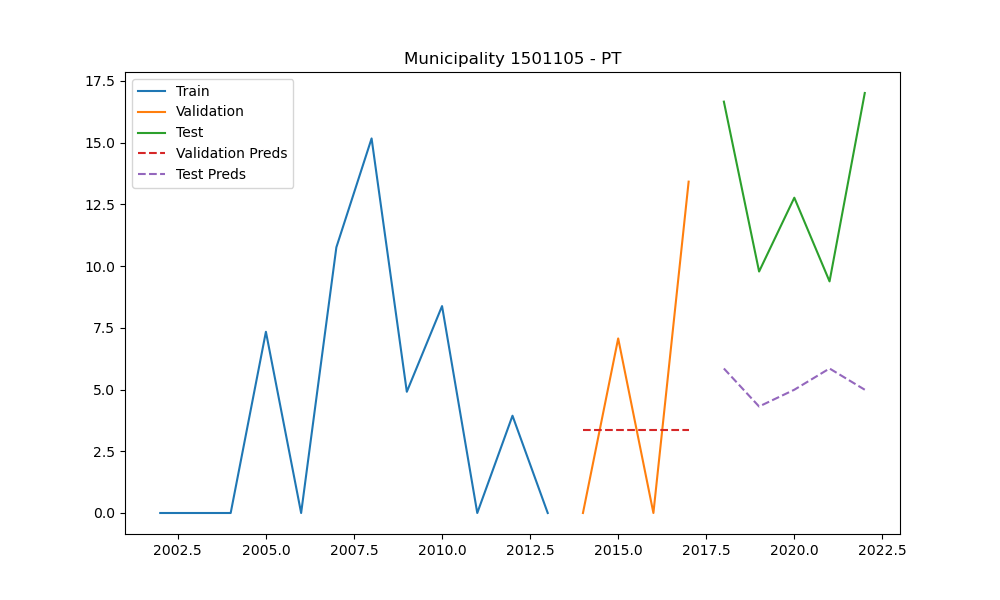 Municipality 1501105 - PT
17.5
15.0
12.5
10.0
7.5
5.0
2.5
0.0
Train
Validation
Test
Validation Preds
Test Preds
2002.5 2005.0 2007.5 2010.0 2012.5 2015.0 2017.5 2020.0 2022.5